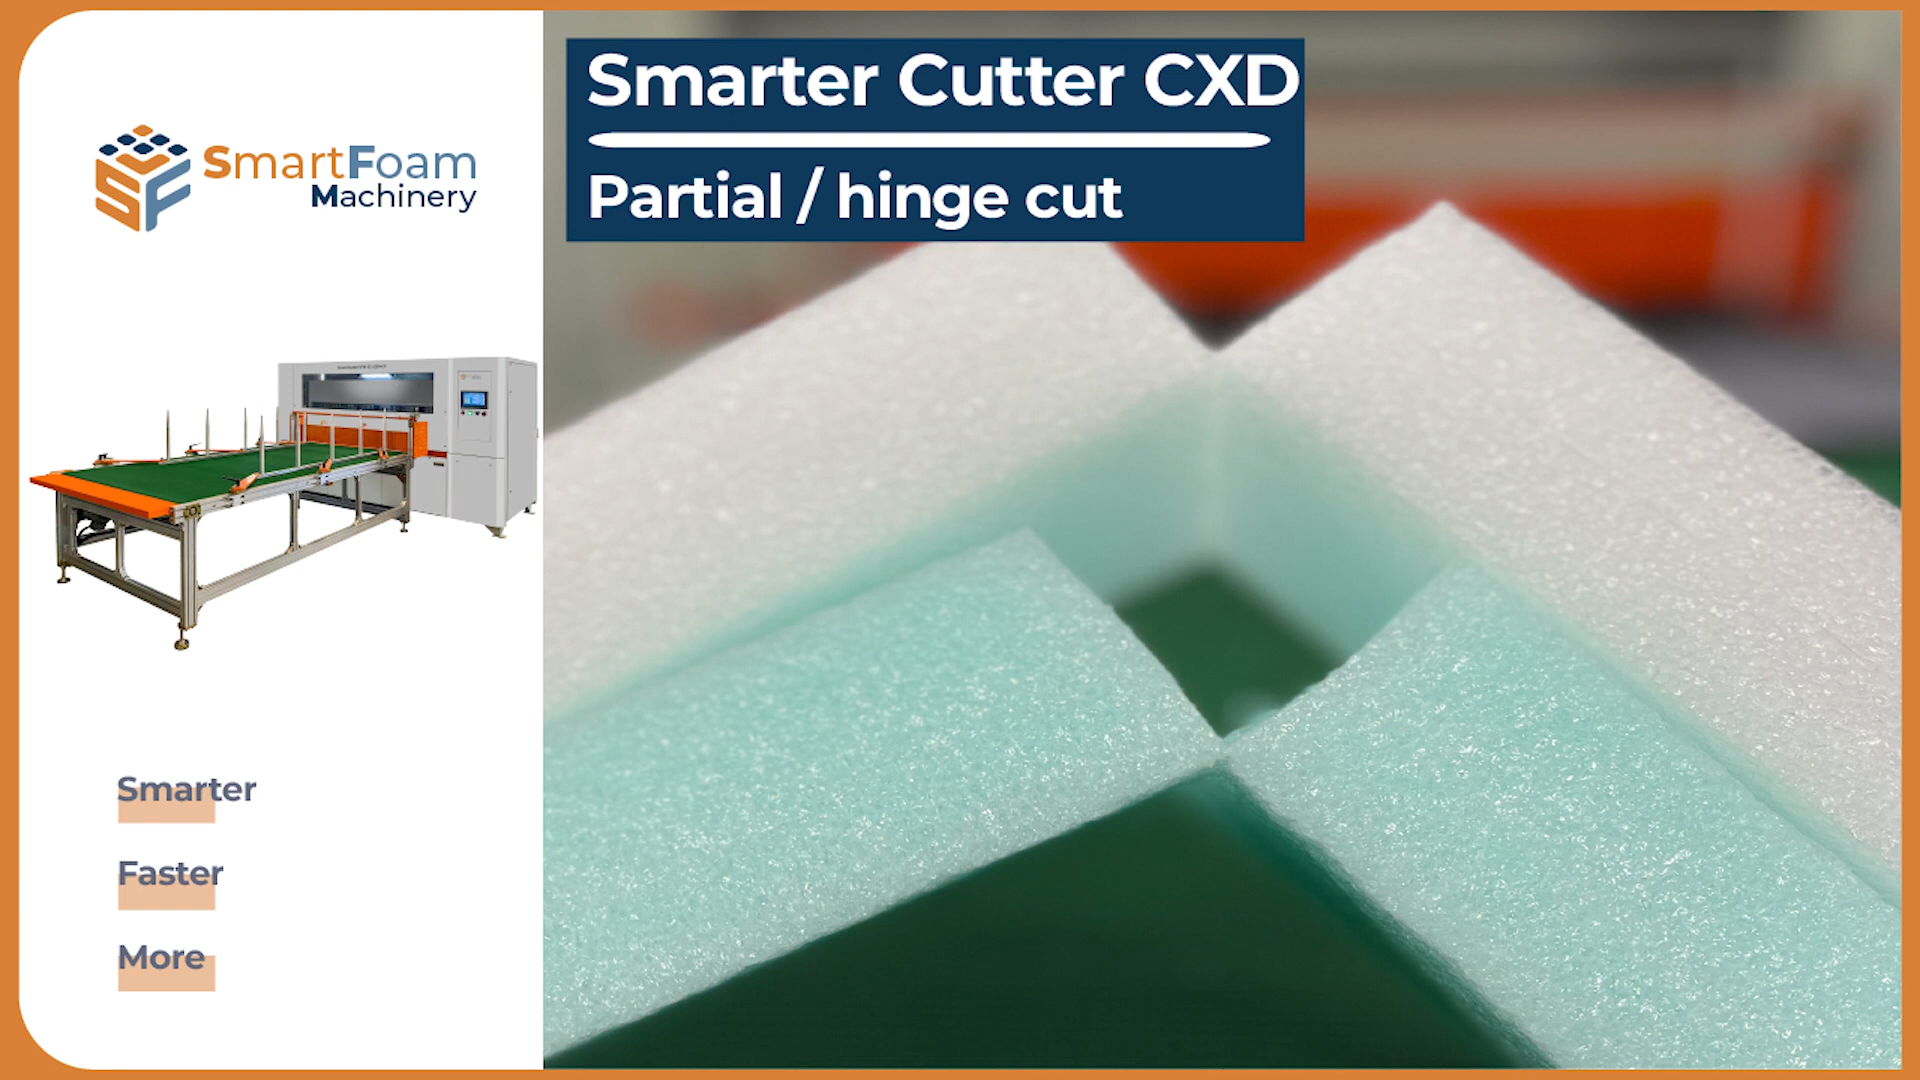 SmartFoam
Machinery
Smarter Cutter CXD
Partial / hinge cut
Smarter
Faster
More